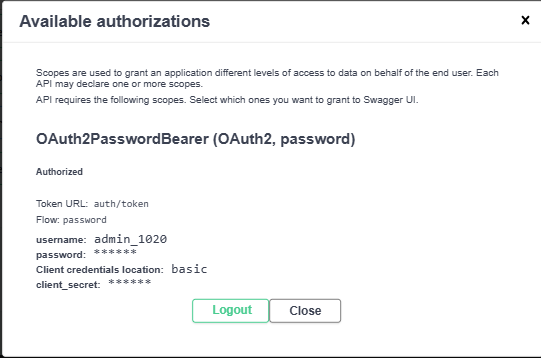 Available authorizations
×
Scopes are used to grant an application different levels of access to data on behalf of the end user. Each
API may declare one or more scopes.
API requires the following scopes. Select which ones you want to grant to Swagger UI.
OAuth2PasswordBearer (OAuth2, password)
Authorized
Token URL: auth/token
Flow: password
username: admin_1020
password: ******
Client credentials location: basic
client_secret: ******
Logout Close